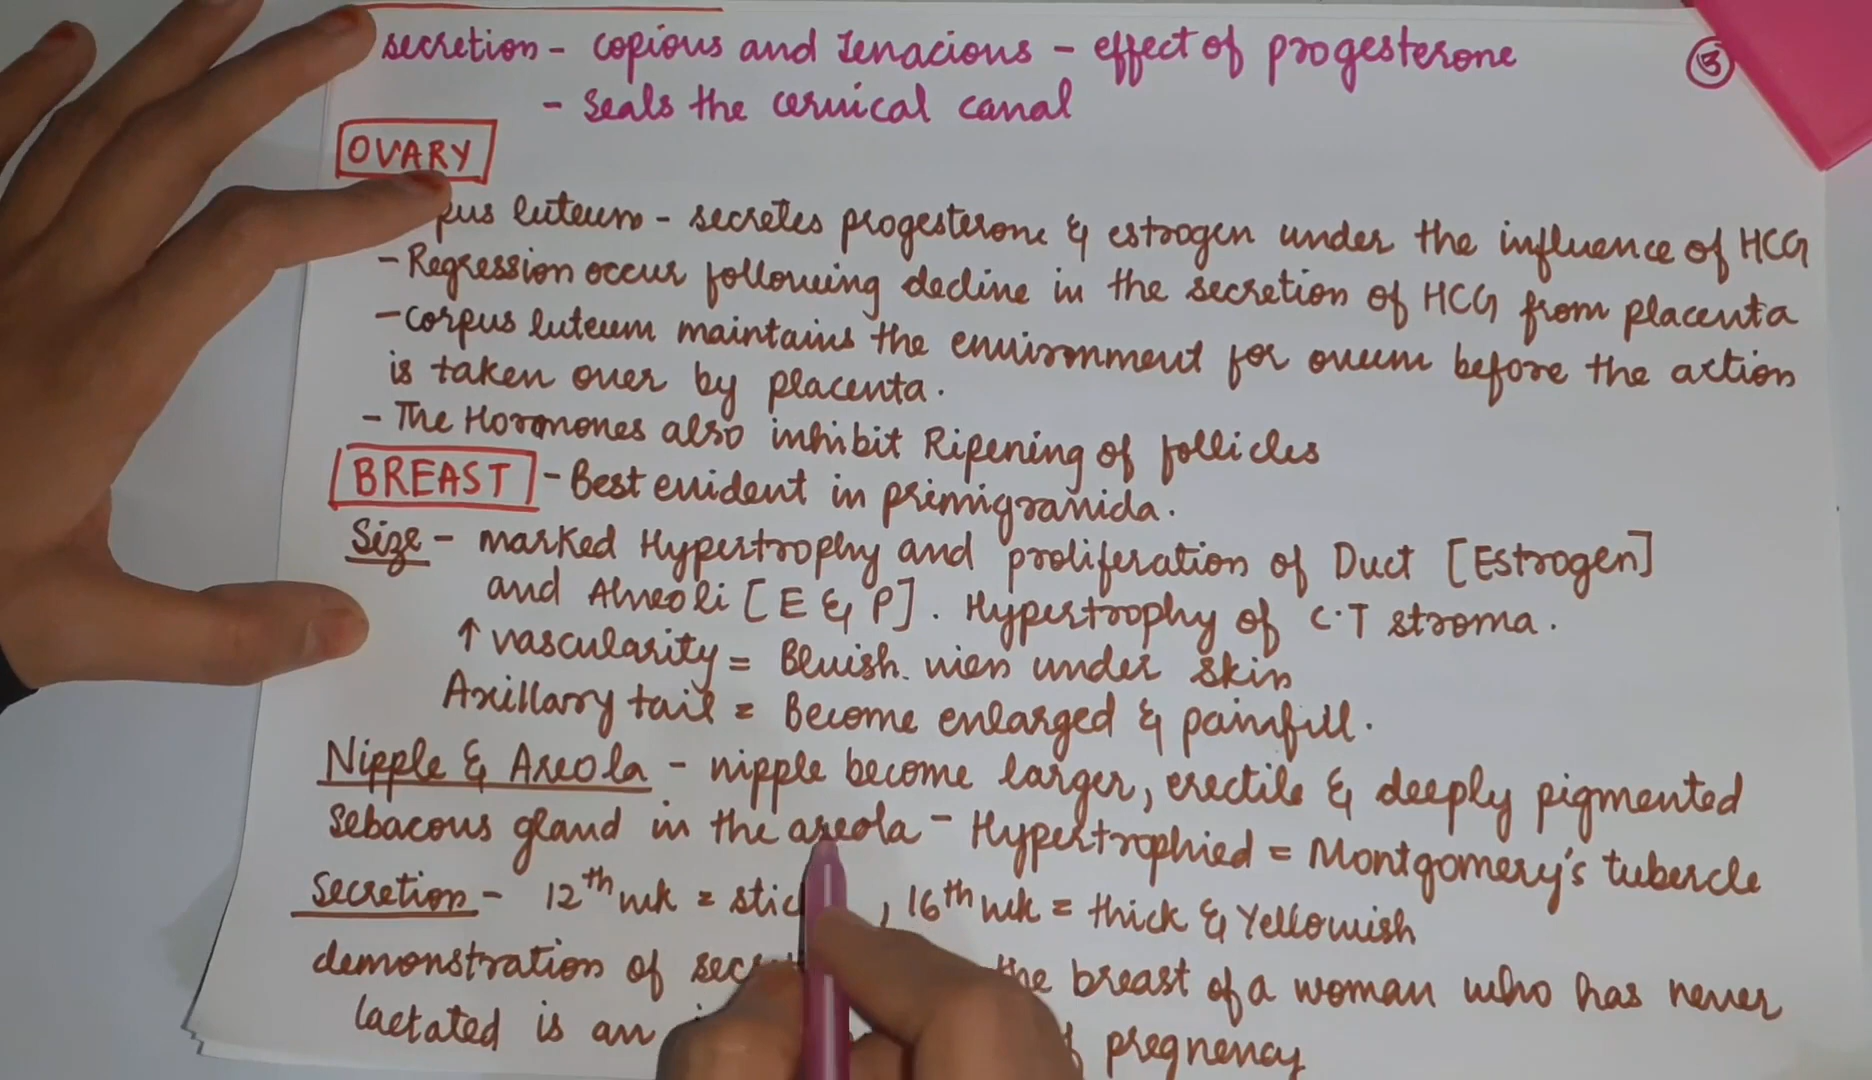 secretion - copious and tenacious - effect of progesterone
③
- Seals the cervical canal
OVARY
pus luteum - secretes progesterone & estrogen under the influence of HCG
- Regression occur following decline in the secretion of HCG from placenta
- corpus luteum maintains the environment for ovum before the action
is taken over by placenta.
- The Hormones also inhibit Ripening of follicles
BREAST - Best evident in primigravida.
Size - marked Hypertrophy and proliferation of Duct [Estrogen]
and Alveoli [E & P]. Hypertrophy of C.T stroma.
↑ vascularity = Bluish. vien under skin
Axillary tail = Become enlarged & painfull.
Nipple & Areola - nipple become larger, erectile & deeply pigmented
Sebacous gland in the areola - Hypertrophied = Montgomery's tubercle
Secretion - 12th wk = stic , 16th wk = thick & Yellowish
demonstration of sec the breast of a woman who has never
lactated is an pregnency